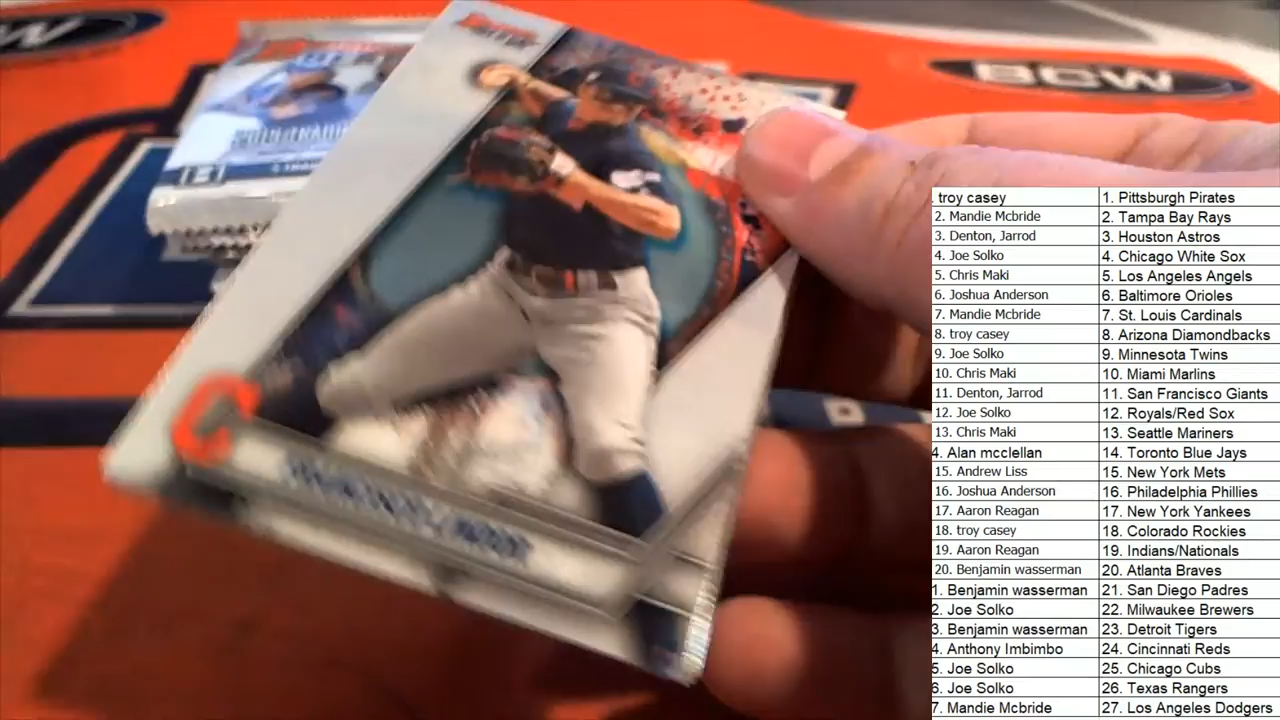 BCW
C
. troy casey 1. Pittsburgh Pirates
2. Mandie Mcbride 2. Tampa Bay Rays
3. Denton, Jarrod 3. Houston Astros
4. Joe Solko 4. Chicago White Sox
5. Chris Maki 5. Los Angeles Angels
6. Joshua Anderson 6. Baltimore Orioles
7. Mandie Mcbride 7. St. Louis Cardinals
8. troy casey 8. Arizona Diamondbacks
9. Joe Solko 9. Minnesota Twins
10. Chris Maki 10. Miami Marlins
11. Denton, Jarrod 11. San Francisco Giants
12. Joe Solko 12. Royals/Red Sox
13. Chris Maki 13. Seattle Mariners
4. Alan mcclellan 14. Toronto Blue Jays
15. Andrew Liss 15. New York Mets
16. Joshua Anderson 16. Philadelphia Phillies
17. Aaron Reagan 17. New York Yankees
18. troy casey 18. Colorado Rockies
19. Aaron Reagan 19. Indians/Nationals
20. Benjamin wasserman 20. Atlanta Braves
1. Benjamin wasserman 21. San Diego Padres
2. Joe Solko 22. Milwaukee Brewers
3. Benjamin wasserman 23. Detroit Tigers
4. Anthony Imbimbo 24. Cincinnati Reds
5. Joe Solko 25. Chicago Cubs
6. Joe Solko 26. Texas Rangers
7. Mandie Mcbride 27. Los Angeles Dodgers